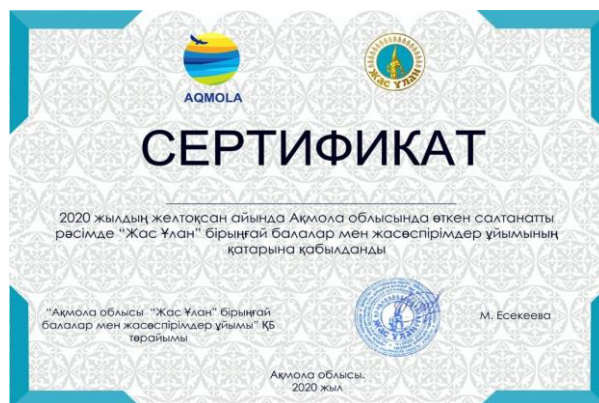 AQMOLA
ЖАС ҰЛАН
СЕРТИФИКАТ
2020 жылдың желтоқсан айында Ақмола облысында өткен салтанатты
рәсімде “Жас Ұлан” бірыңғай балалар мен жасөспірімдер ұйымының
қатарына қабылданды
“Ақмола облысы “Жас Ұлан” бірыңғай
балалар мен жасөспірімдер ұйымы” ҚБ
төрайымы
ЖАС ҰЛАН
М. Есекеева
Ақмола облысы.
2020 жыл